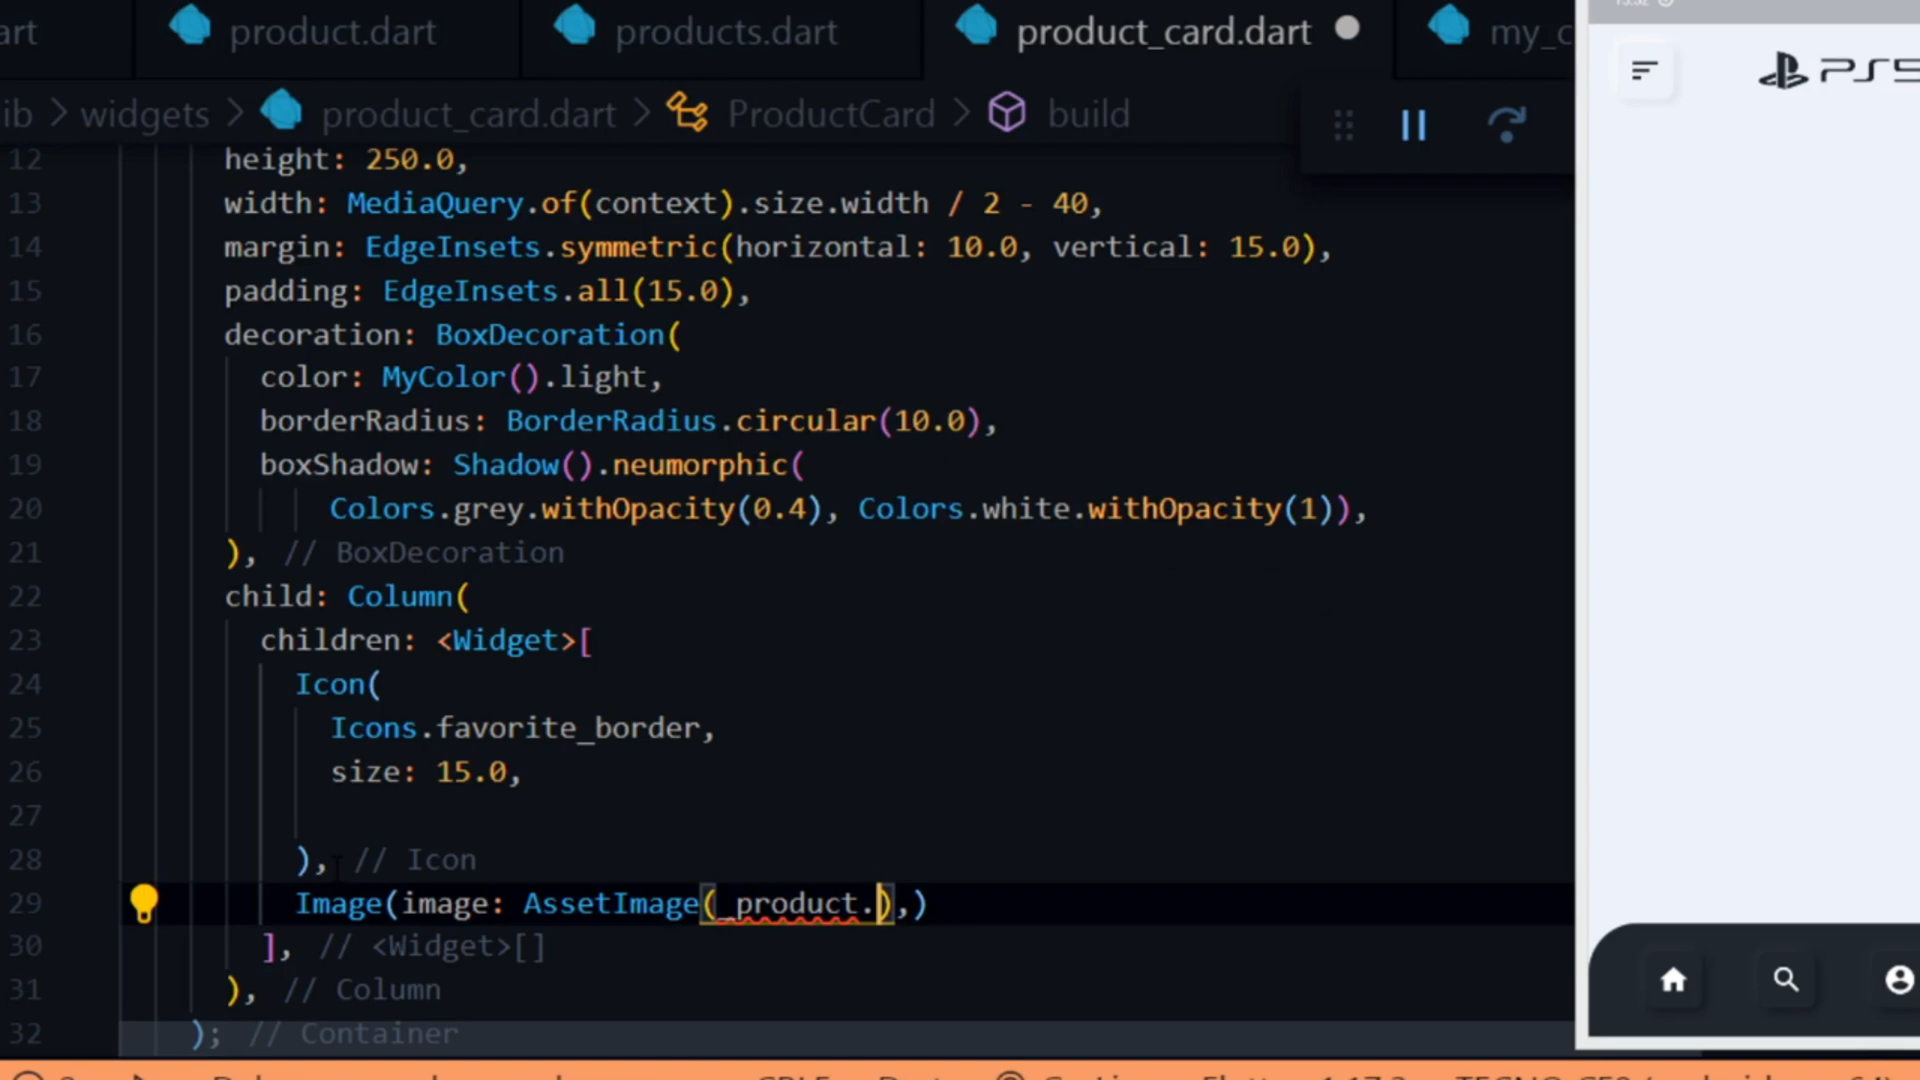 art product.dart products.dart product_card.dart my_c
ib > widgets > product_card.dart > ProductCard > build
PS5
12 height: 250.0,
13 width: MediaQuery.of(context).size.width / 2 - 40,
14 margin: EdgeInsets.symmetric(horizontal: 10.0, vertical: 15.0),
15 padding: EdgeInsets.all(15.0),
16 decoration: BoxDecoration(
17 color: MyColor().light,
18 borderRadius: BorderRadius.circular(10.0),
19 boxShadow: Shadow().neumorphic(
20 Colors.grey.withOpacity(0.4), Colors.white.withOpacity(1)),
21 ), // BoxDecoration
22 child: Column(
23 children: <Widget>[
24 Icon(
25 Icons.favorite_border,
26 size: 15.0,
27
28 ), // Icon
29 Image(image: AssetImage(_product.),)
30 ], // <Widget>[]
31 ), // Column
32 ); // Container